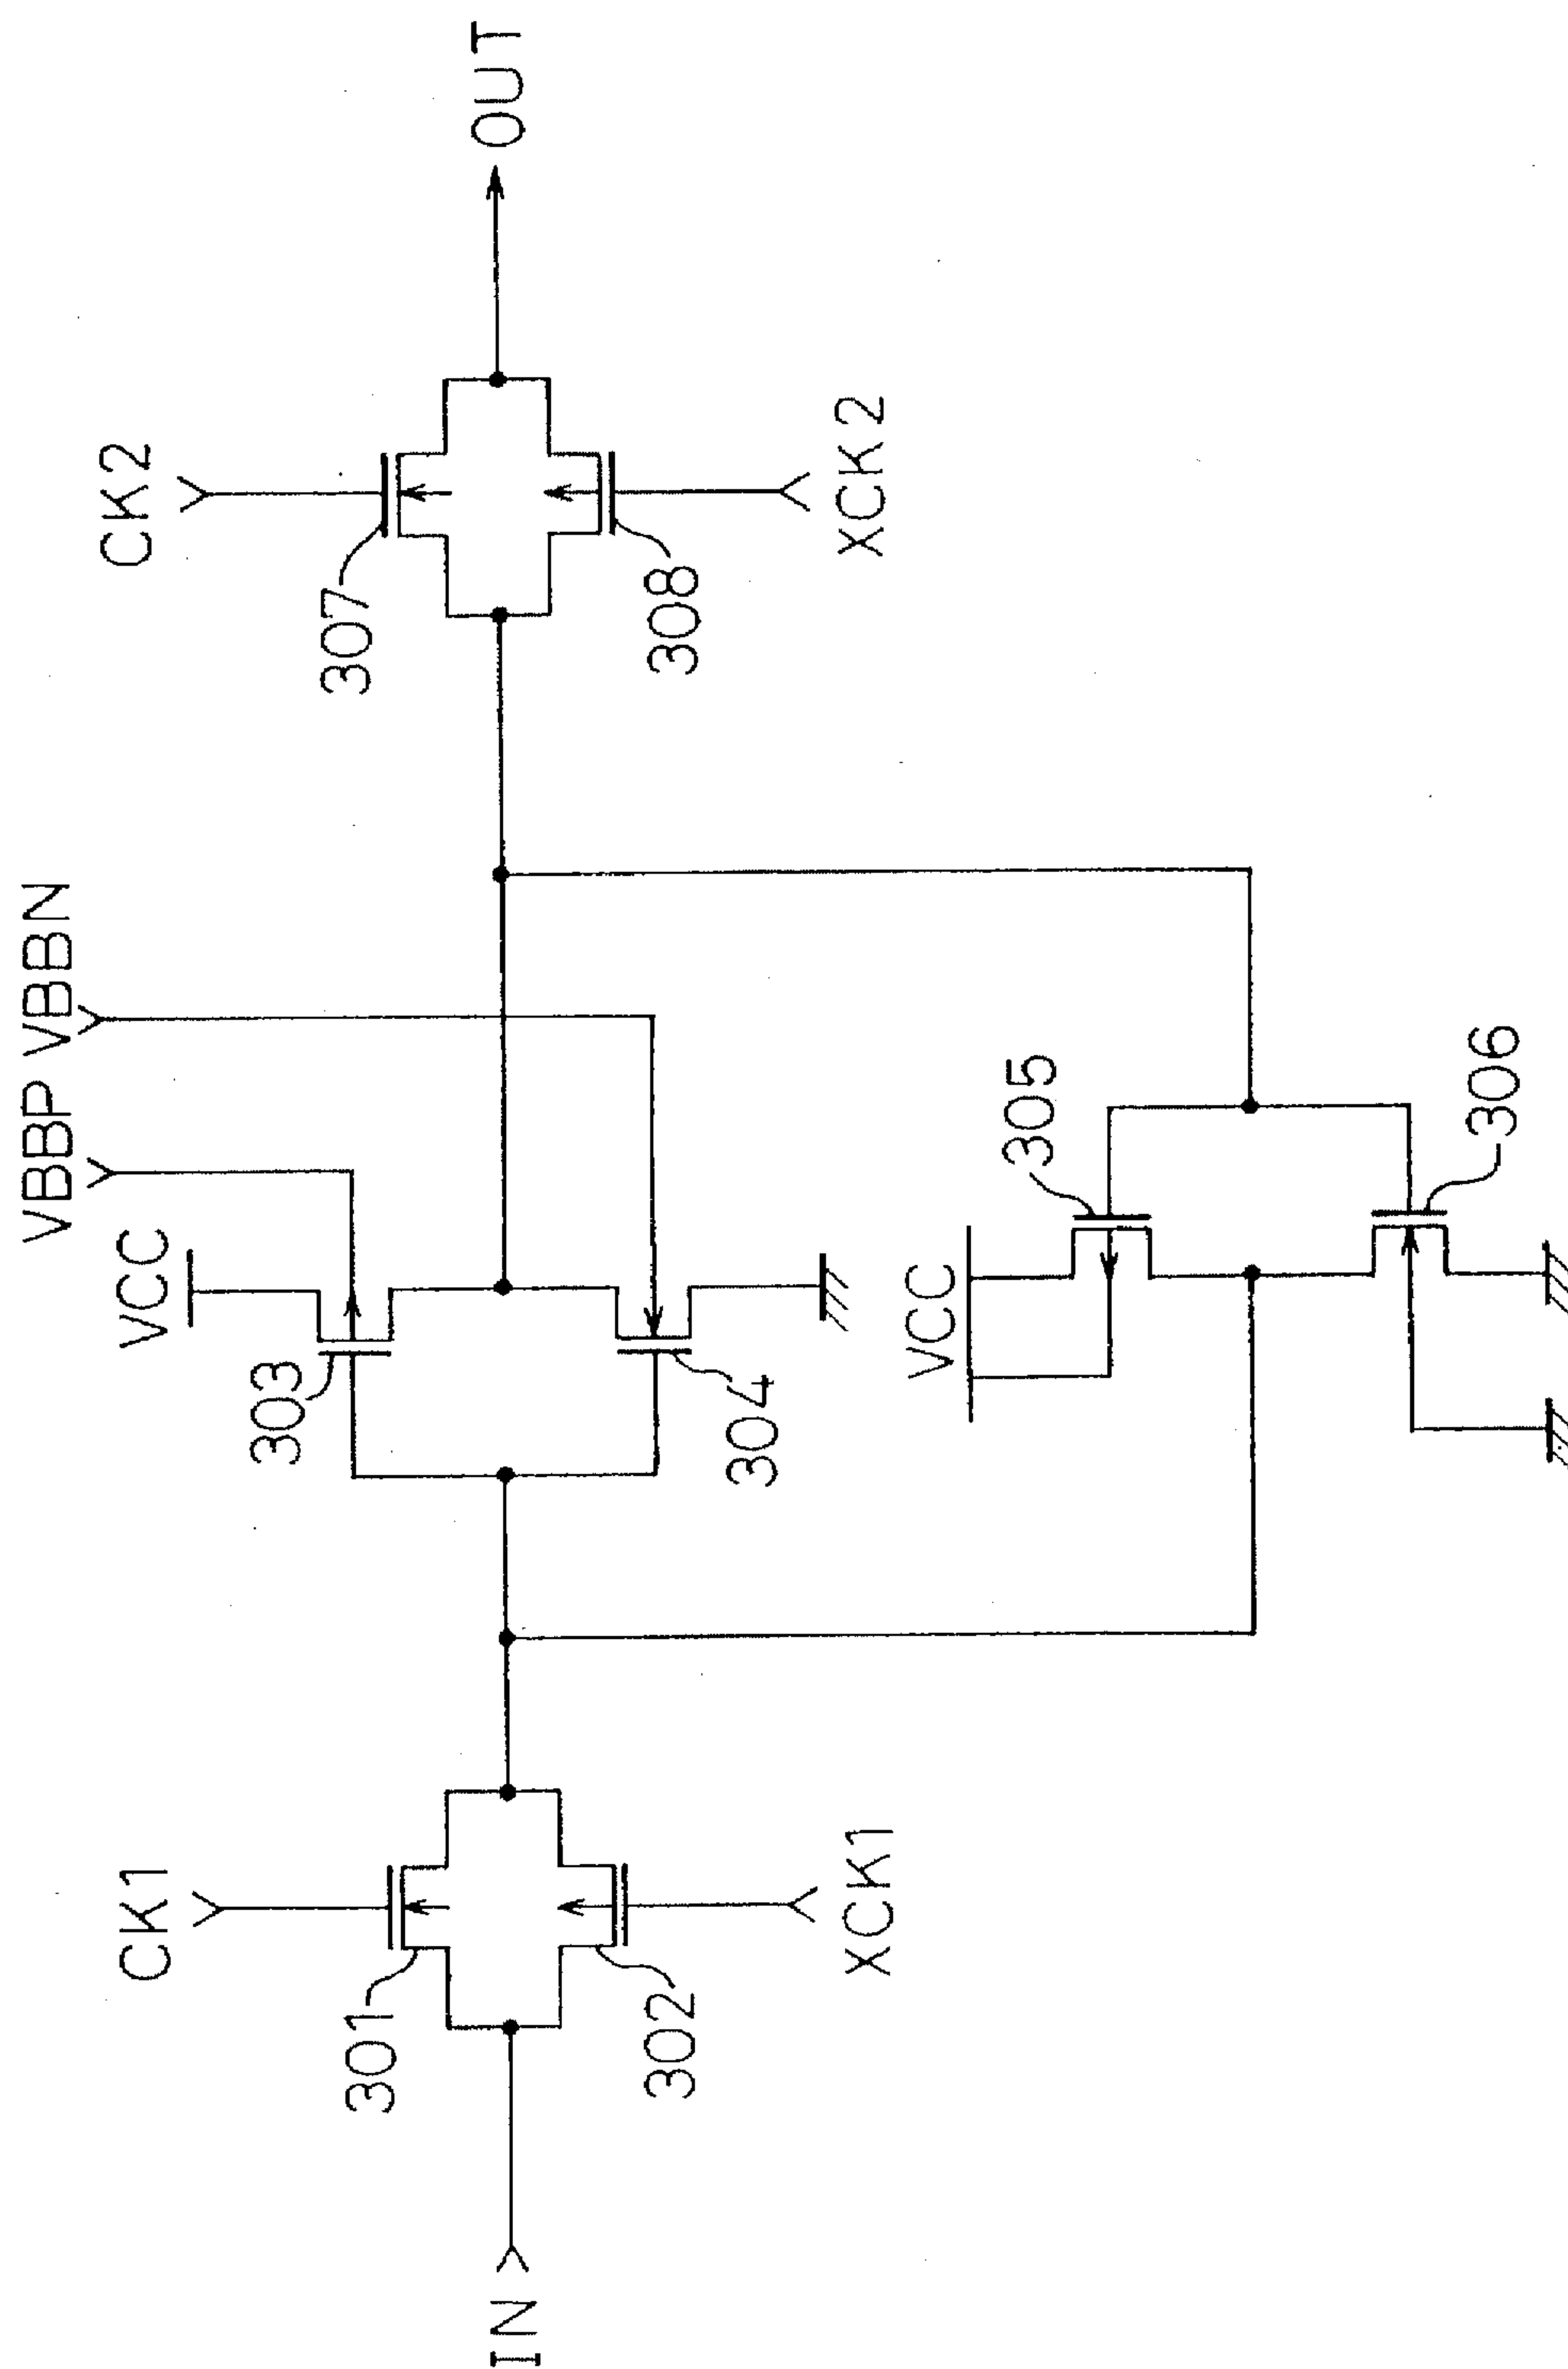 IN
CK1
301
302
XCK1
VCC
303
304
VBBP
VBBN
VCC
305
306
CK2
307
308
XCK2
OUT